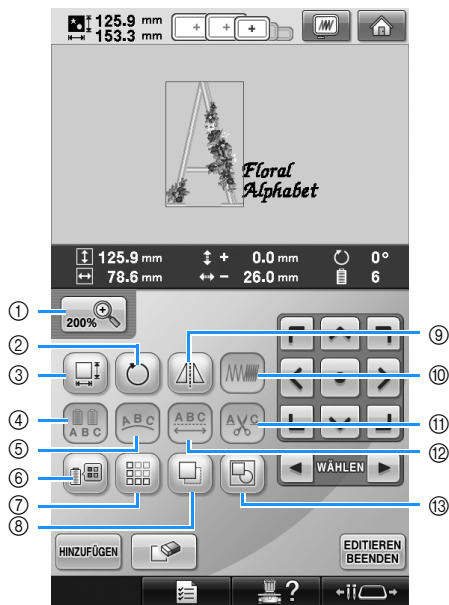 125.9 mm
153.3 mm
Floral
Alphabet
125.9 mm + 0.0 mm 0°
78.6 mm − 26.0 mm 6
① 200%
②
③
④ A B C
⑤ ABC
⑥
⑦
⑧
⑨
⑩
⑪ A C
⑫ ABC
⑬
WÄHLEN
HINZUFÜGEN
EDITIEREN
BEENDEN
?